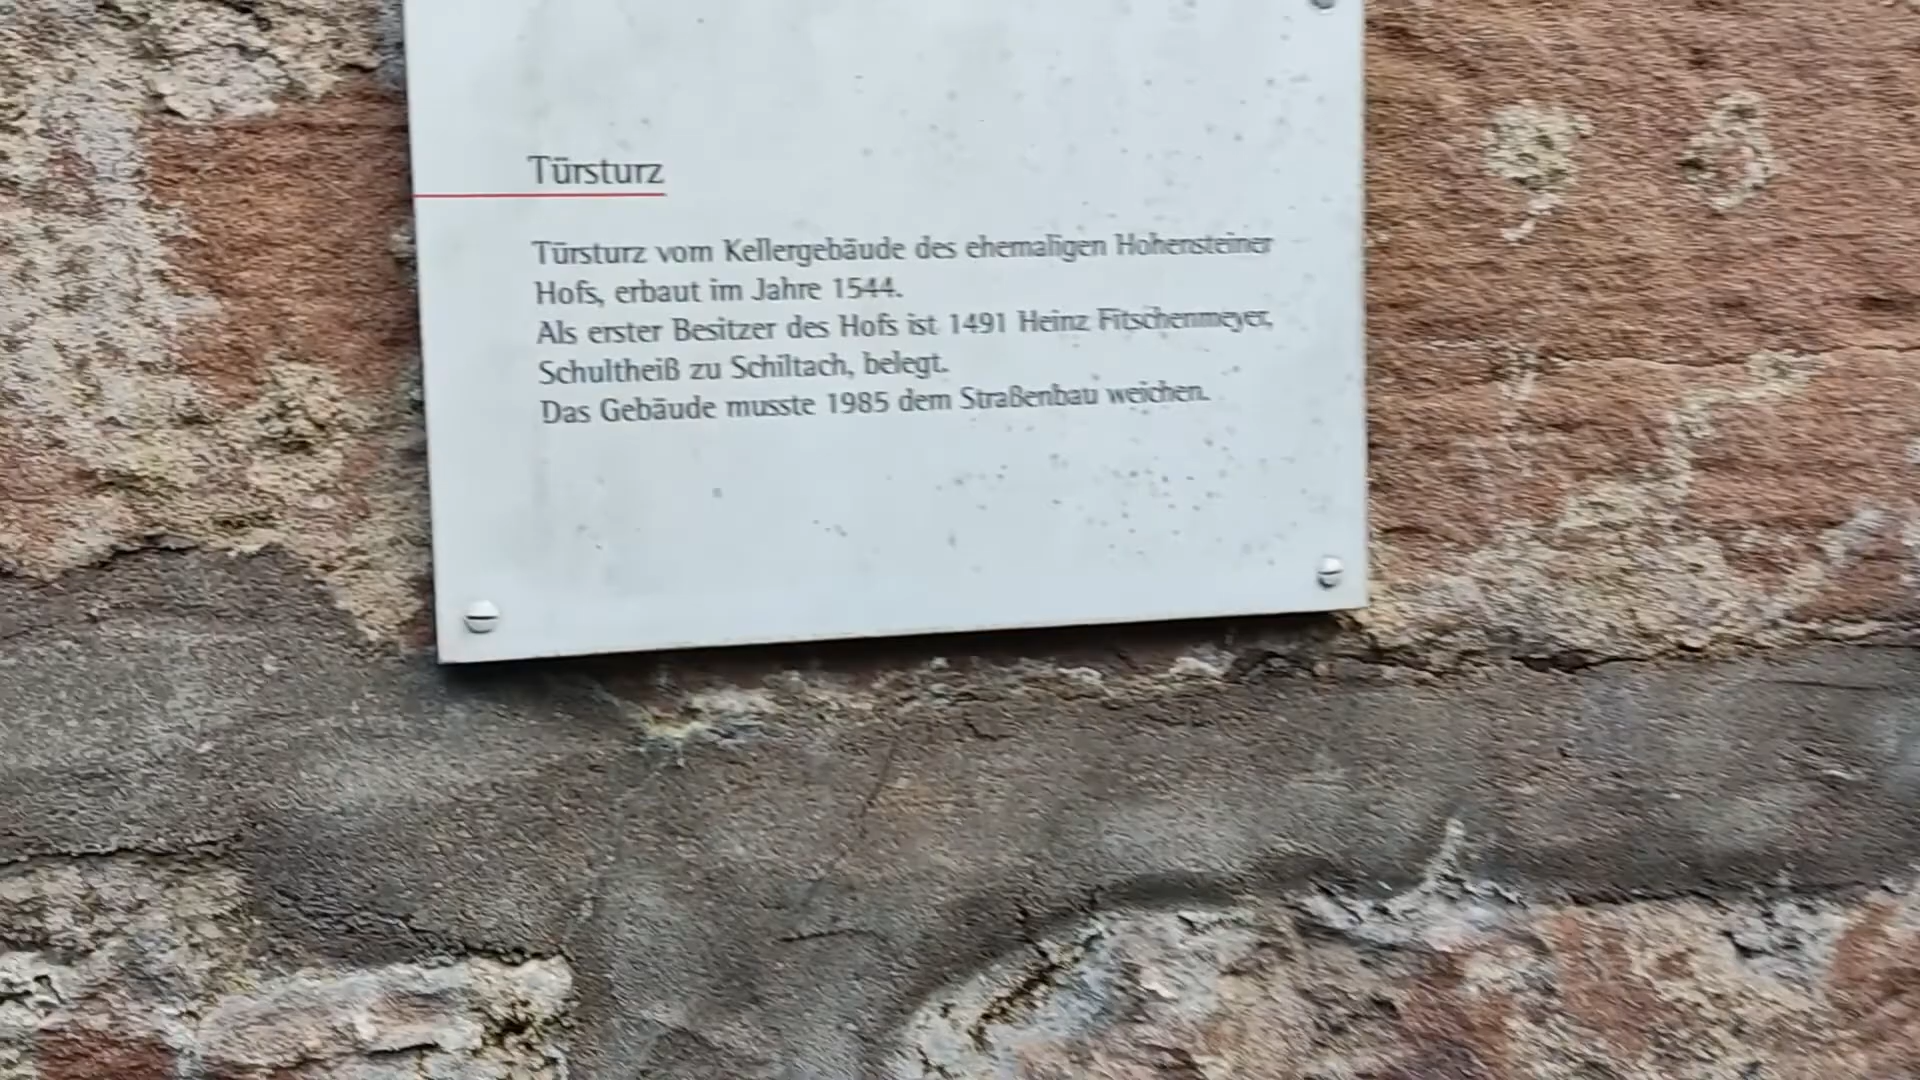 Türsturz
Türsturz vom Kellergebäude des ehemaligen Hohensteiner
Hofs, erbaut im Jahre 1544.
Als erster Besitzer des Hofs ist 1491 Heinz Fitschenmeyer,
Schultheiß zu Schiltach, belegt.
Das Gebäude musste 1985 dem Straßenbau weichen.